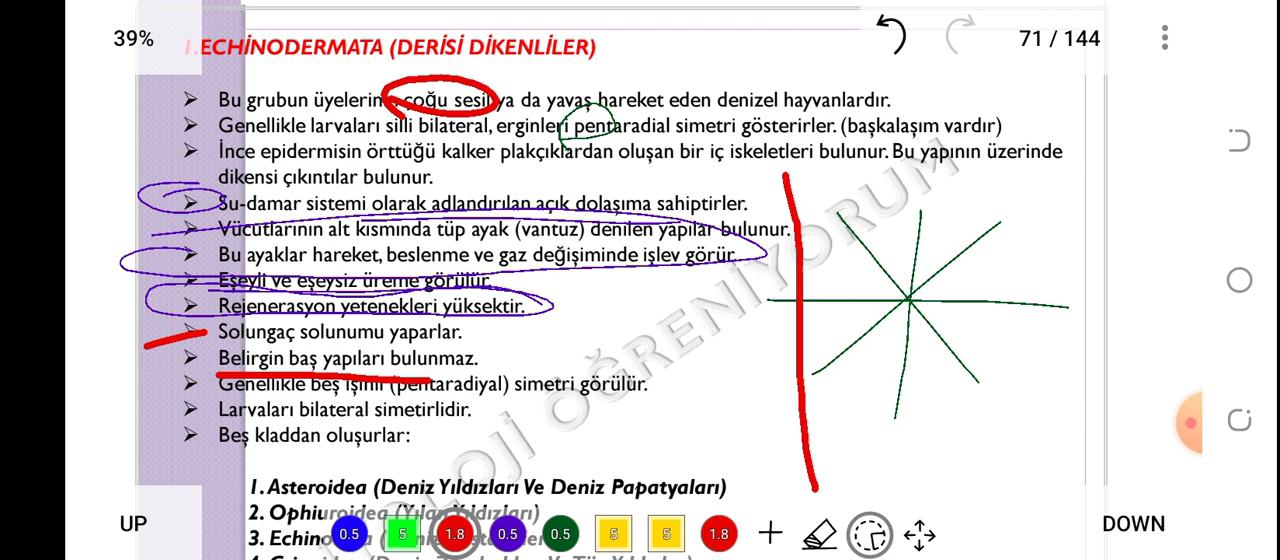 39%
71 / 144
I.ECHİNODERMATA (DERİSİ DİKENLİLER)
Bu grubun üyelerin çoğu sesil ya da yavaş hareket eden denizel hayvanlardır.
Genellikle larvaları silli bilateral, erginleri pentaradial simetri gösterirler. (başkalaşım vardır)
İnce epidermisin örttüğü kalker plakçıklardan oluşan bir iç iskeletleri bulunur. Bu yapının üzerinde
dikensi çıkıntılar bulunur.
Su-damar sistemi olarak adlandırılan açık dolaşıma sahiptirler.
Vücutlarının alt kısmında tüp ayak (vantuz) denilen yapılar bulunur.
Bu ayaklar hareket, beslenme ve gaz değişiminde işlev görür.
Eşeyli ve eşeysiz üreme görülür.
Rejenerasyon yetenekleri yüksektir.
Solungaç solunumu yaparlar.
Belirgin baş yapıları bulunmaz.
Genellikle beş ışınlı (pentaradiyal) simetri görülür.
Larvaları bilateral simetirlidir.
Beş kladdan oluşurlar:
1. Asteroidea (Deniz Yıldızları Ve Deniz Papatyaları)
2. Ophiuroidea (Yılan Yıldızları)
3. Echino
BİYOLOJİ ÖĞRENİYORUM
UP
DOWN
0.5 5 1.8 0.5 0.5 5 5 1.8